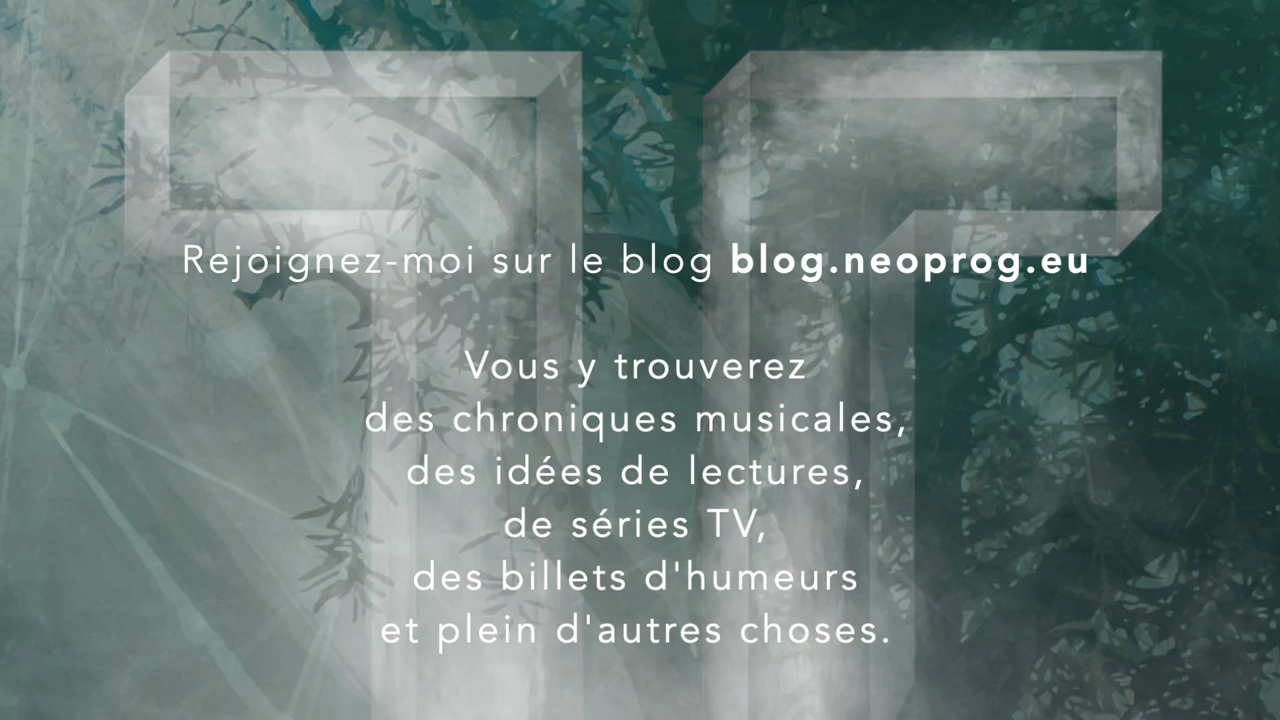 Rejoignez-moi sur le blog blog.neoprog.eu
Vous y trouverez
des chroniques musicales,
des idées de lectures,
de séries TV,
des billets d'humeurs
et plein d'autres choses.